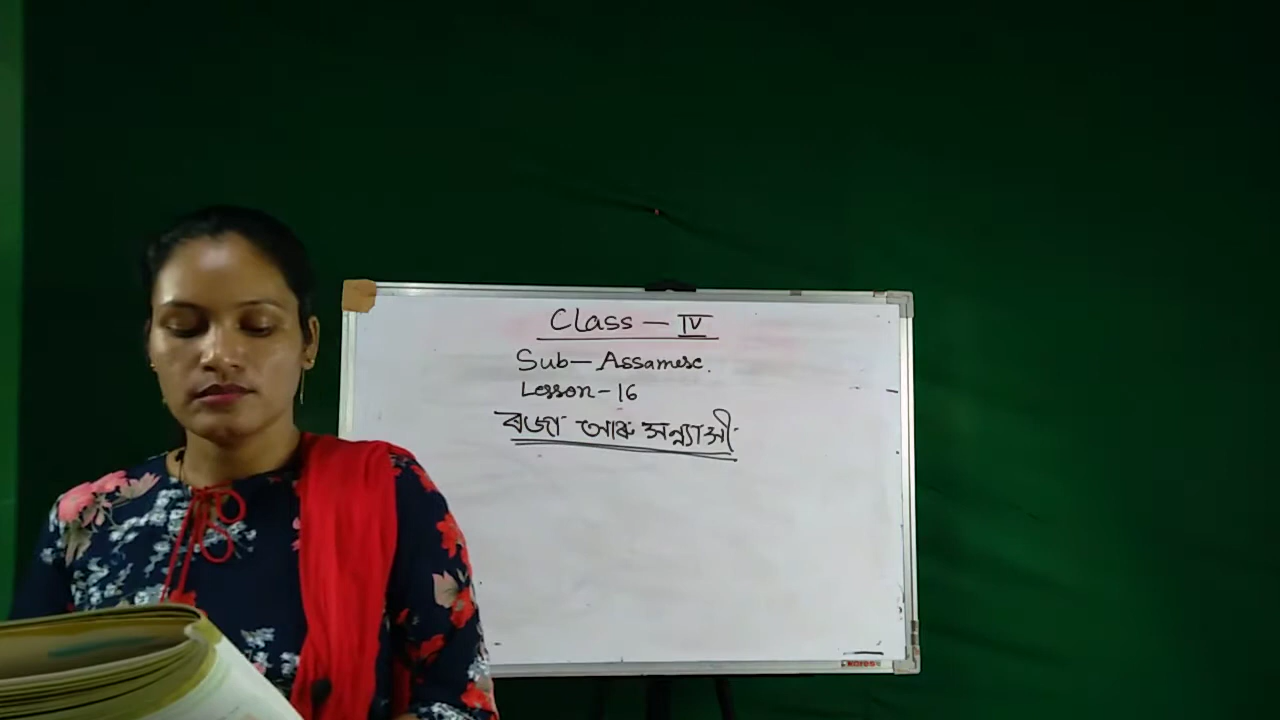 Class — IV
Sub — Assamese.
Lesson - 16
ৰজা আৰু সন্ন্যাসী